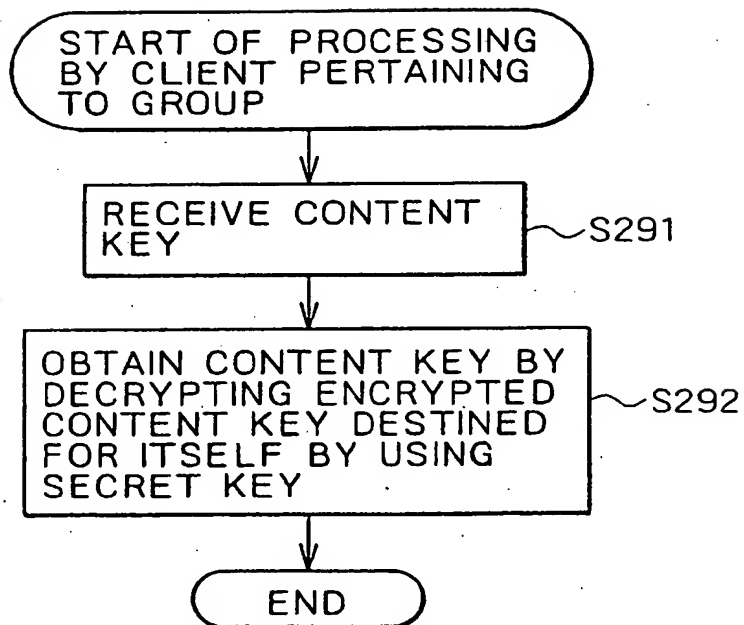 START OF PROCESSING
BY CLIENT PERTAINING
TO GROUP
RECEIVE CONTENT
KEY
S291
OBTAIN CONTENT KEY BY
DECRYPTING ENCRYPTED
CONTENT KEY DESTINED
FOR ITSELF BY USING
SECRET KEY
S292
END